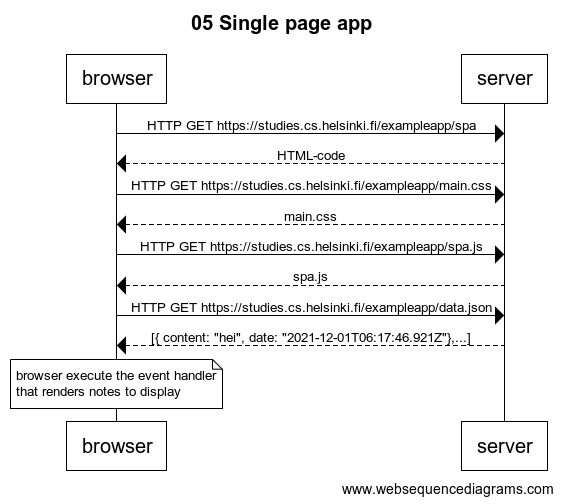 05 Single page app
browser
server
HTTP GET https://studies.cs.helsinki.fi/exampleapp/spa
HTML-code
HTTP GET https://studies.cs.helsinki.fi/exampleapp/main.css
main.css
HTTP GET https://studies.cs.helsinki.fi/exampleapp/spa.js
spa.js
HTTP GET https://studies.cs.helsinki.fi/exampleapp/data.json
[{ content: "hei", date: "2021-12-01T06:17:46.921Z"},...]
browser execute the event handler
that renders notes to display
browser
server
www.websequencediagrams.com